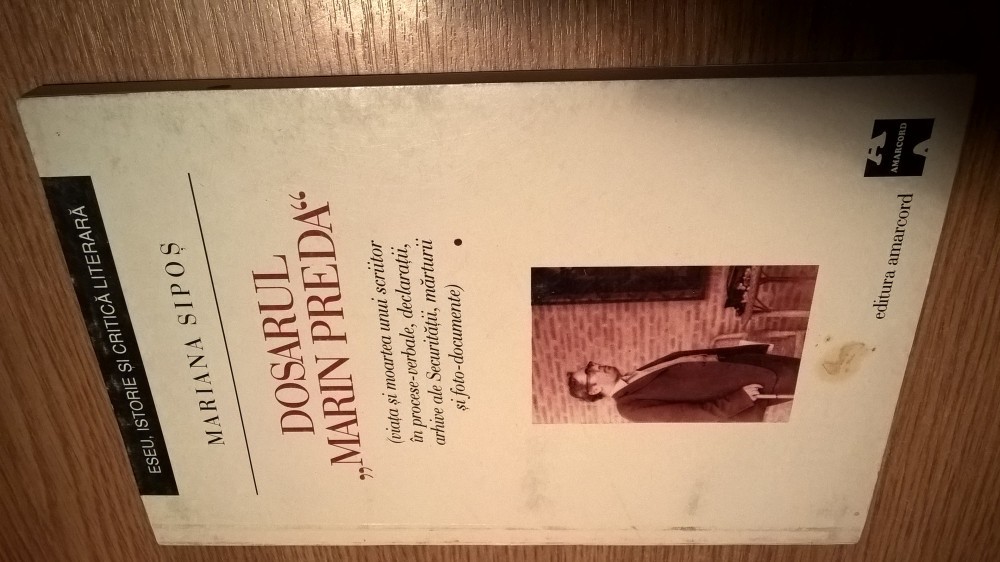 ESEU, ISTORIE ȘI CRITICĂ LITERARĂ
MARIANA SIPOȘ
DOSARUL
„MARIN PREDA“
(viața și moartea unui scriitor
în procese-verbale, declarații,
arhive ale Securității, mărturii
și foto-documente)
AMARCORD
editura amarcord